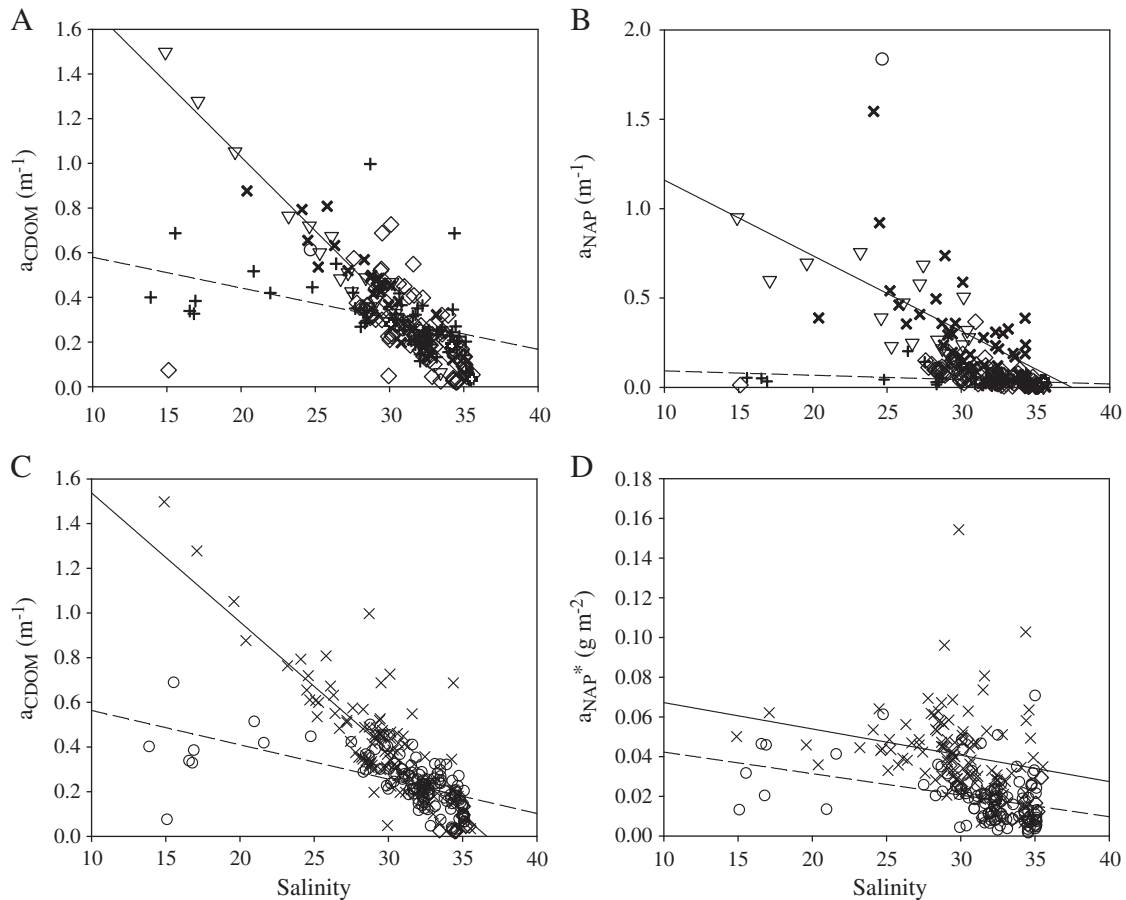 A
B
1.6
1.4
1.2
1.0
0.8
0.6
0.4
0.2
0.0
a_CDOM (m⁻¹)
10 15 20 25 30 35 40
2.0
1.5
1.0
0.5
0.0
a_NAP (m⁻¹)
10 15 20 25 30 35 40
C
D
1.6
1.4
1.2
1.0
0.8
0.6
0.4
0.2
0.0
a_CDOM (m⁻¹)
10 15 20 25 30 35 40
Salinity
0.18
0.16
0.14
0.12
0.10
0.08
0.06
0.04
0.02
0.00
a_NAP* (g m⁻²)
10 15 20 25 30 35 40
Salinity